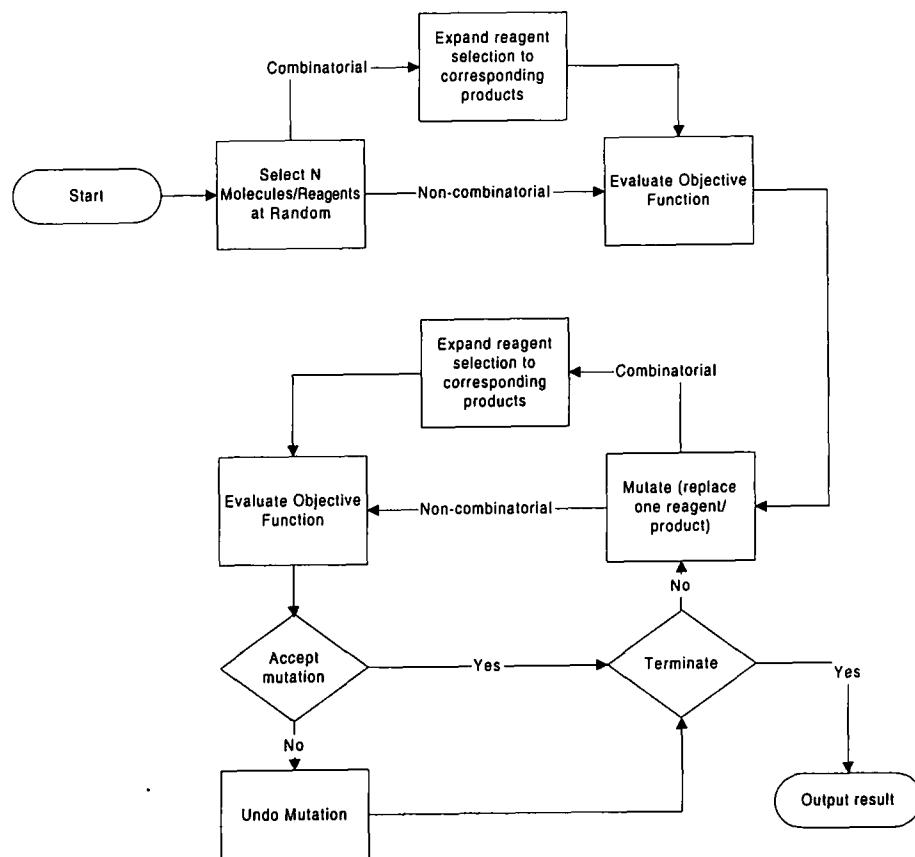 Expand reagent
selection to
corresponding
products
Combinatorial
Start
Select N
Molecules/Reagents
at Random
Non-combinatorial
Evaluate Objective
Function
Expand reagent
selection to
corresponding
products
Combinatorial
Evaluate Objective
Function
Non-combinatorial
Mutate (replace
one reagent/
product)
No
Accept
mutation
Yes
Terminate
Yes
No
Undo Mutation
Output result